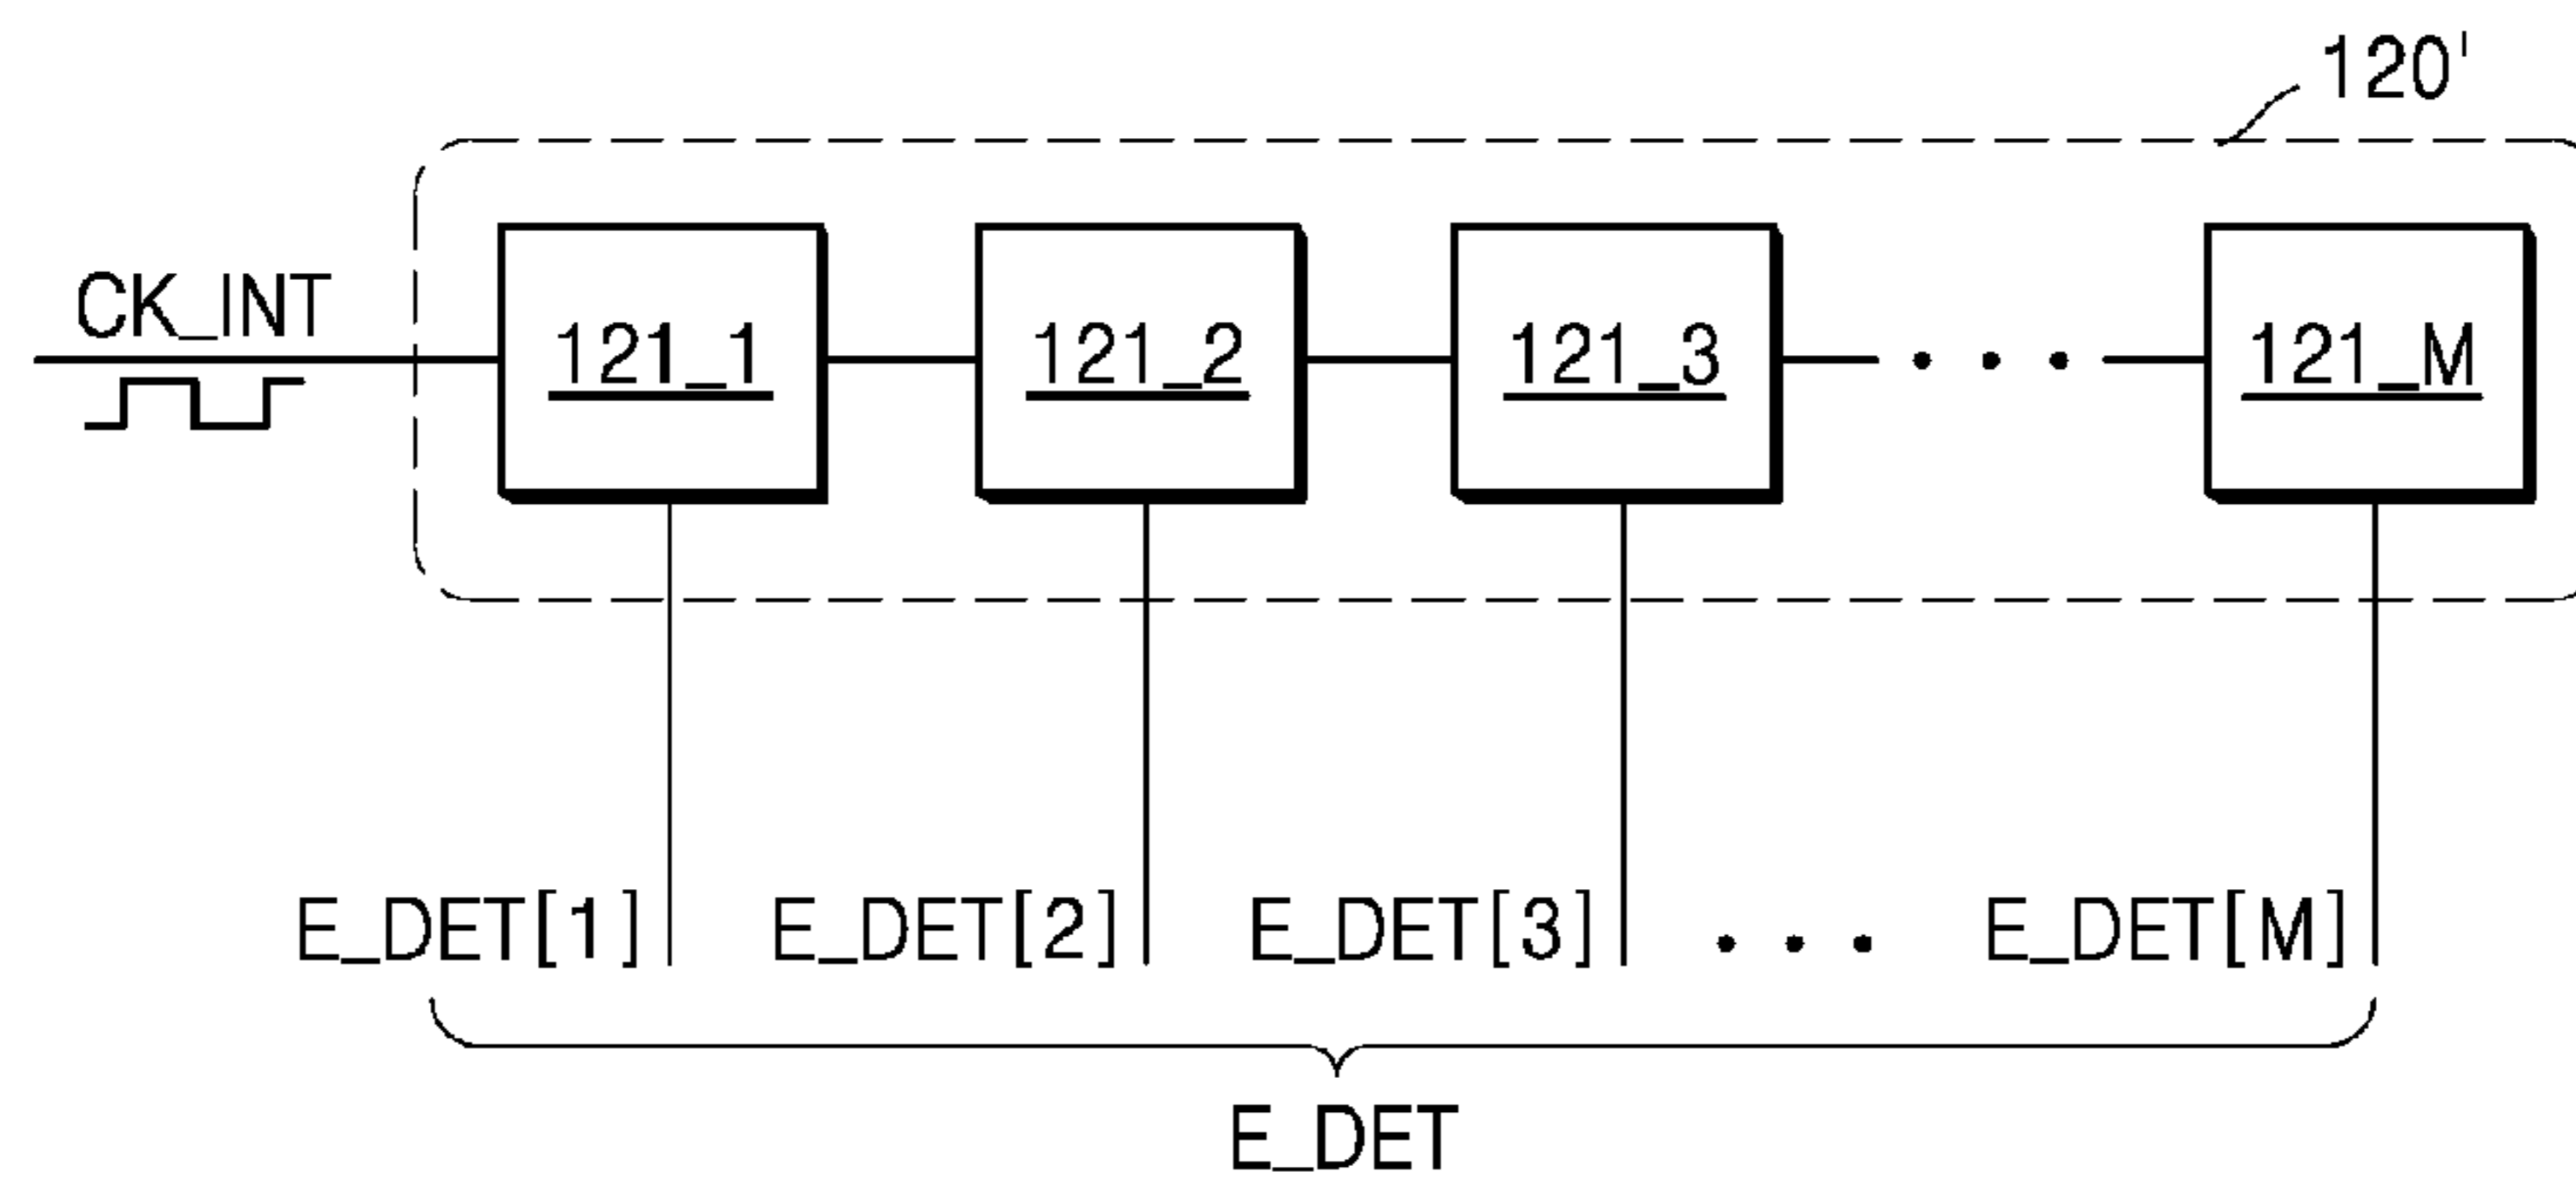 120'
CK_INT
121_1 121_2 121_3 • • • 121_M
E_DET[1] E_DET[2] E_DET[3] • • • E_DET[M]
E_DET